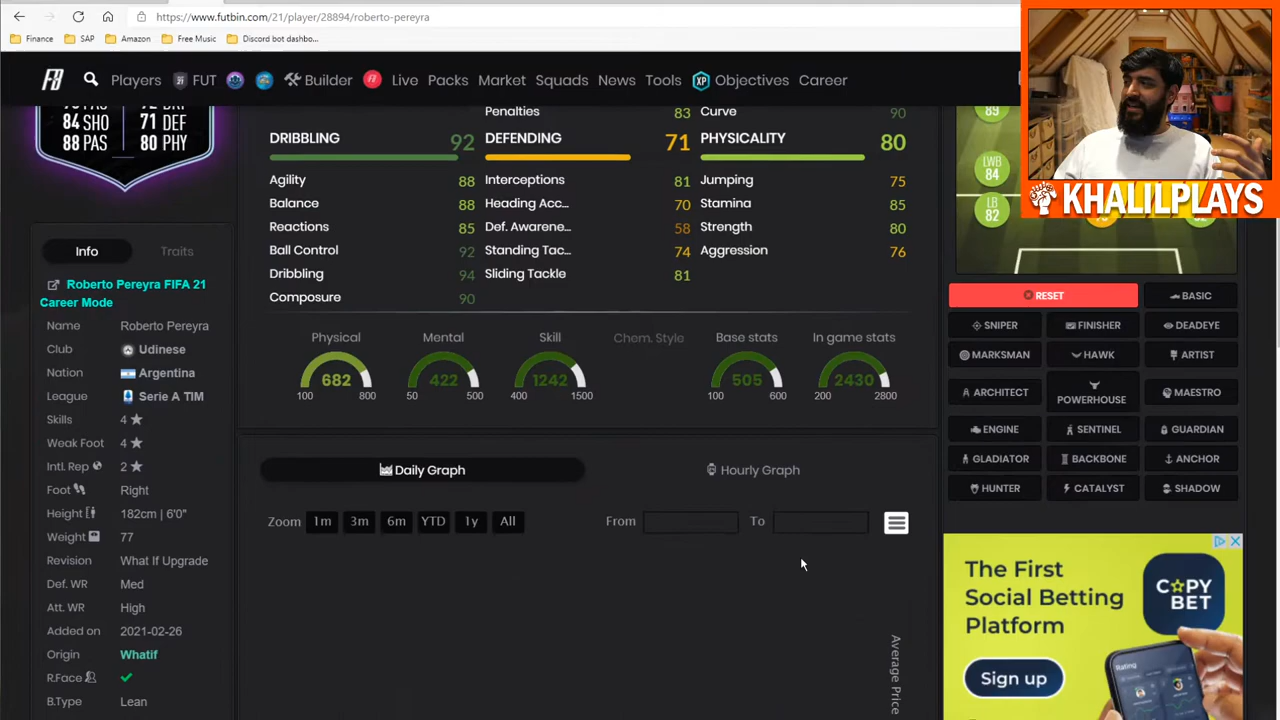 https://www.futbin.com/21/player/28894/roberto-pereyra
Finance SAP Amazon Free Music Discord bot dashbo...
Players FUT Builder Live Packs Market Squads News Tools XP Objectives Career
84 SHO 71 DEF
88 PAS 80 PHY
Penalties 83 Curve 90
DRIBBLING 92 DEFENDING 71 PHYSICALITY 80
Agility 88 Interceptions 81 Jumping 75
Balance 88 Heading Acc... 70 Stamina 85
Reactions 85 Def. Awarene... 58 Strength 80
Ball Control 92 Standing Tac... 74 Aggression 76
Dribbling 94 Sliding Tackle 81
Composure 90
Physical Mental Skill Chem. Style Base stats In game stats
682 422 1242 505 2430
100 800 50 500 400 1500 100 600 200 2800
Daily Graph Hourly Graph
Zoom 1m 3m 6m YTD 1y All From To
Average Price
Info Traits
Roberto Pereyra FIFA 21
Career Mode
Name Roberto Pereyra
Club Udinese
Nation Argentina
League Serie A TIM
Skills 4
Weak Foot 4
Intl. Rep 2
Foot Right
Height 182cm | 6'0"
Weight 77
Revision What If Upgrade
Def. WR Med
Att. WR High
Added on 2021-02-26
Origin Whatif
R.Face
B.Type Lean
KHALILPLAYS
89
LWB
84
LB
82
RESET BASIC
SNIPER FINISHER DEADEYE
MARKSMAN HAWK ARTIST
ARCHITECT POWERHOUSE MAESTRO
ENGINE SENTINEL GUARDIAN
GLADIATOR BACKBONE ANCHOR
HUNTER CATALYST SHADOW
The First
Social Betting
Platform
COPY
BET
Sign up